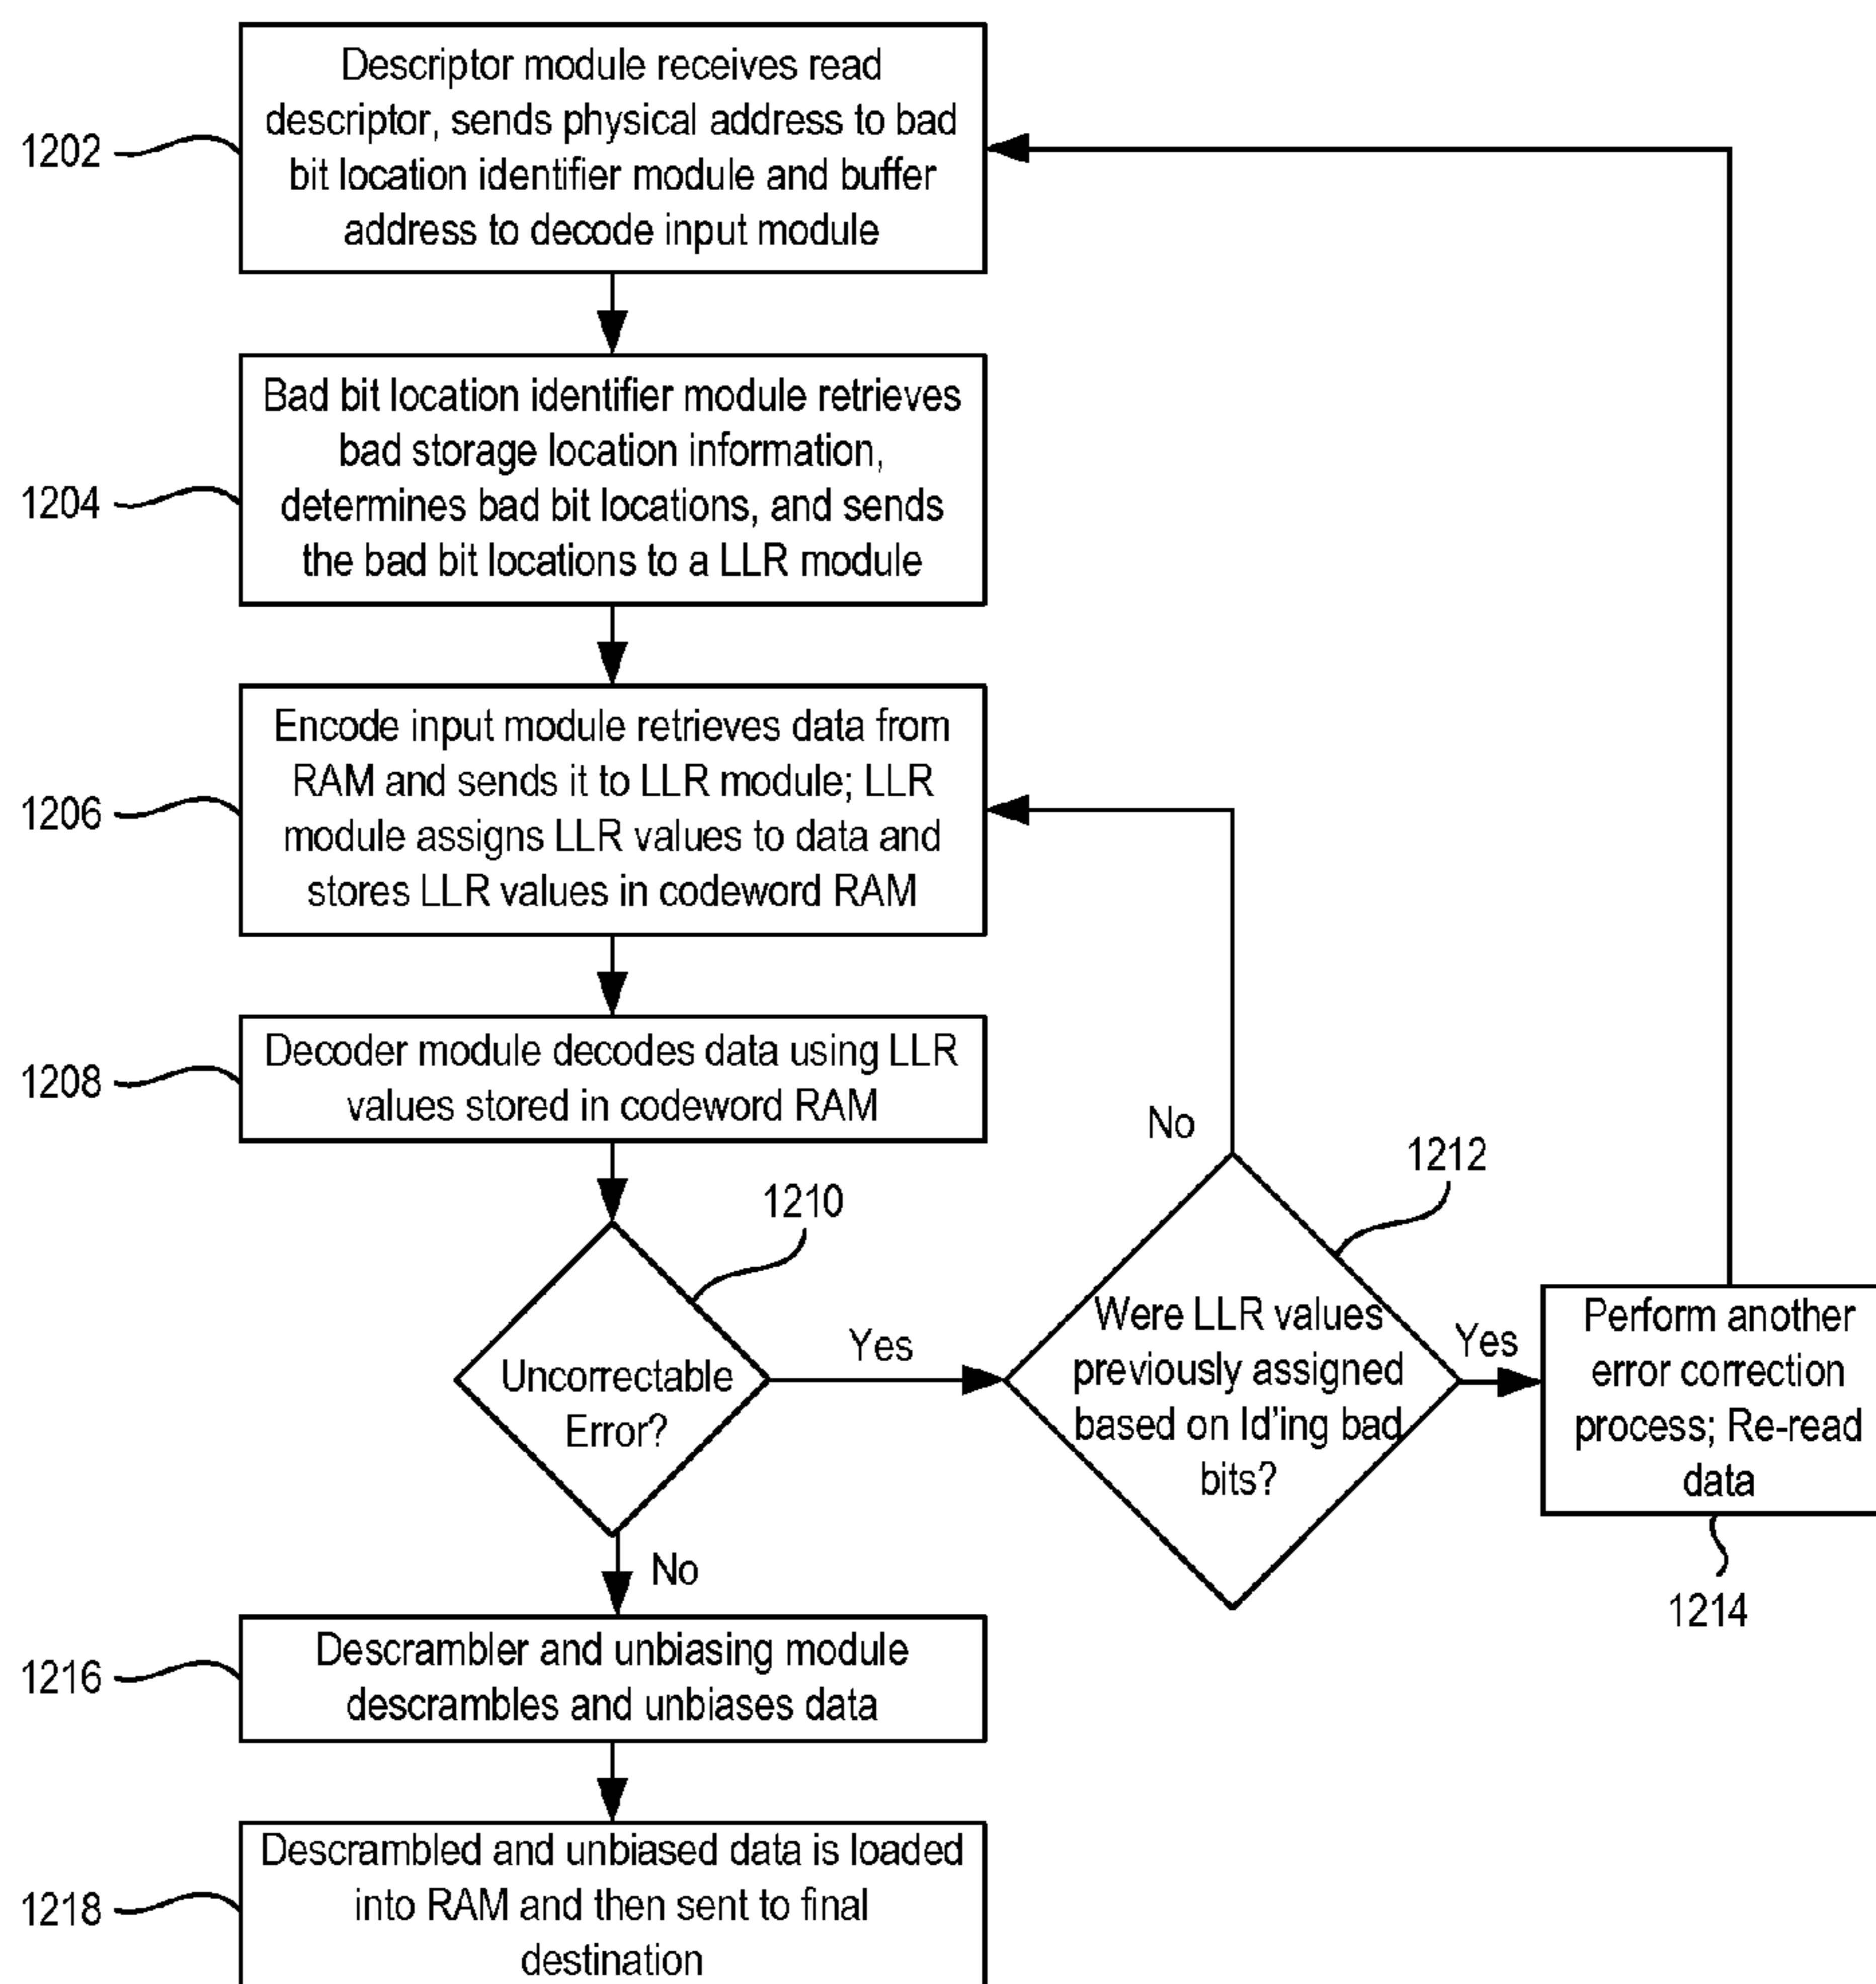 Descriptor module receives read
descriptor, sends physical address to bad
bit location identifier module and buffer
address to decode input module
1202
Bad bit location identifier module retrieves
bad storage location information,
determines bad bit locations, and sends
the bad bit locations to a LLR module
1204
Encode input module retrieves data from
RAM and sends it to LLR module; LLR
module assigns LLR values to data and
stores LLR values in codeword RAM
1206
Decoder module decodes data using LLR
values stored in codeword RAM
1208
No
1212
1210
Uncorrectable
Error?
Yes
Were LLR values
previously assigned
based on Id'ing bad
bits?
Yes
Perform another
error correction
process; Re-read
data
1214
No
Descrambler and unbiasing module
descrambles and unbiases data
1216
Descrambled and unbiased data is loaded
into RAM and then sent to final
destination
1218